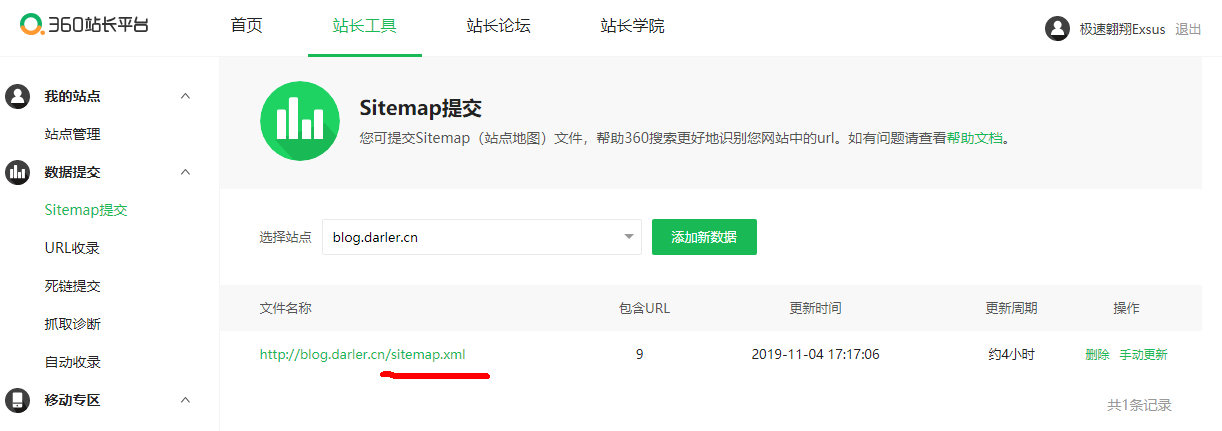 360站长平台 首页 站长工具 站长论坛 站长学院 极速翱翔Exsus 退出
我的站点
站点管理
数据提交
Sitemap提交
URL收录
死链提交
抓取诊断
自动收录
移动专区
Sitemap提交
您可提交Sitemap（站点地图）文件，帮助360搜索更好地识别您网站中的url。如有问题请查看帮助文档。
选择站点 blog.darler.cn 添加新数据
文件名称 包含URL 更新时间 更新周期 操作
http://blog.darler.cn/sitemap.xml 9 2019-11-04 17:17:06 约4小时 删除 手动更新
共1条记录